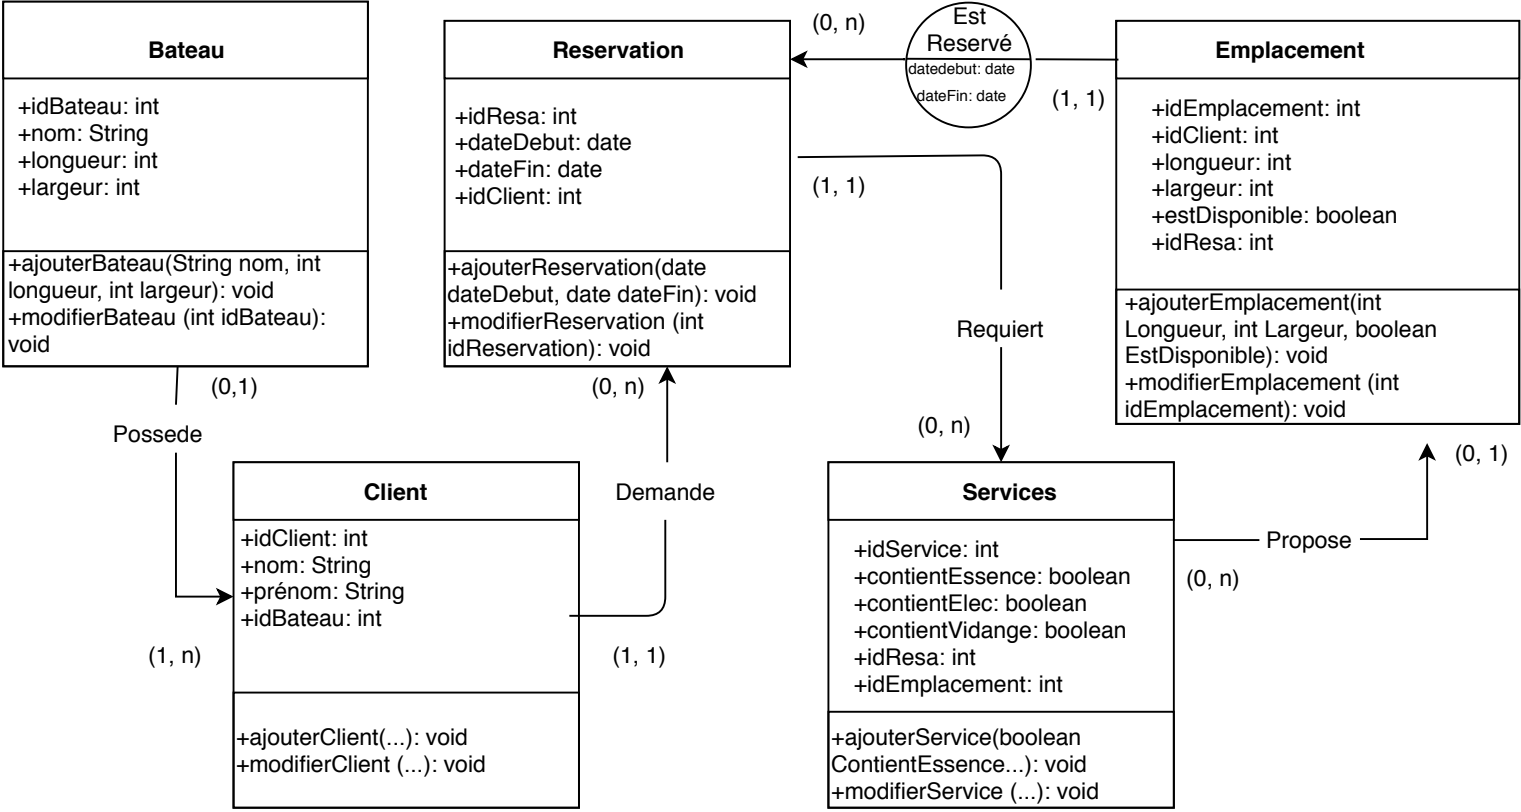 Bateau
+idBateau: int
+nom: String
+longueur: int
+largeur: int
+ajouterBateau(String nom, int
longueur, int largeur): void
+modifierBateau (int idBateau):
void
(0,1)
Possede
(1, n)
Reservation
+idResa: int
+dateDebut: date
+dateFin: date
+idClient: int
+ajouterReservation(date
dateDebut, date dateFin): void
+modifierReservation (int
idReservation): void
(0, n)
Est
Reservé
datedebut: date
dateFin: date
(0, n)
(1, 1)
Emplacement
+idEmplacement: int
+idClient: int
+longueur: int
+largeur: int
+estDisponible: boolean
+idResa: int
+ajouterEmplacement(int
Longueur, int Largeur, boolean
EstDisponible): void
+modifierEmplacement (int
idEmplacement): void
(1, 1)
Requiert
(0, n)
(0, 1)
Client
+idClient: int
+nom: String
+prénom: String
+idBateau: int
+ajouterClient(...): void
+modifierClient (...): void
Demande
(1, 1)
Services
+idService: int
+contientEssence: boolean
+contientElec: boolean
+contientVidange: boolean
+idResa: int
+idEmplacement: int
+ajouterService(boolean
ContientEssence...): void
+modifierService (...): void
Propose
(0, n)